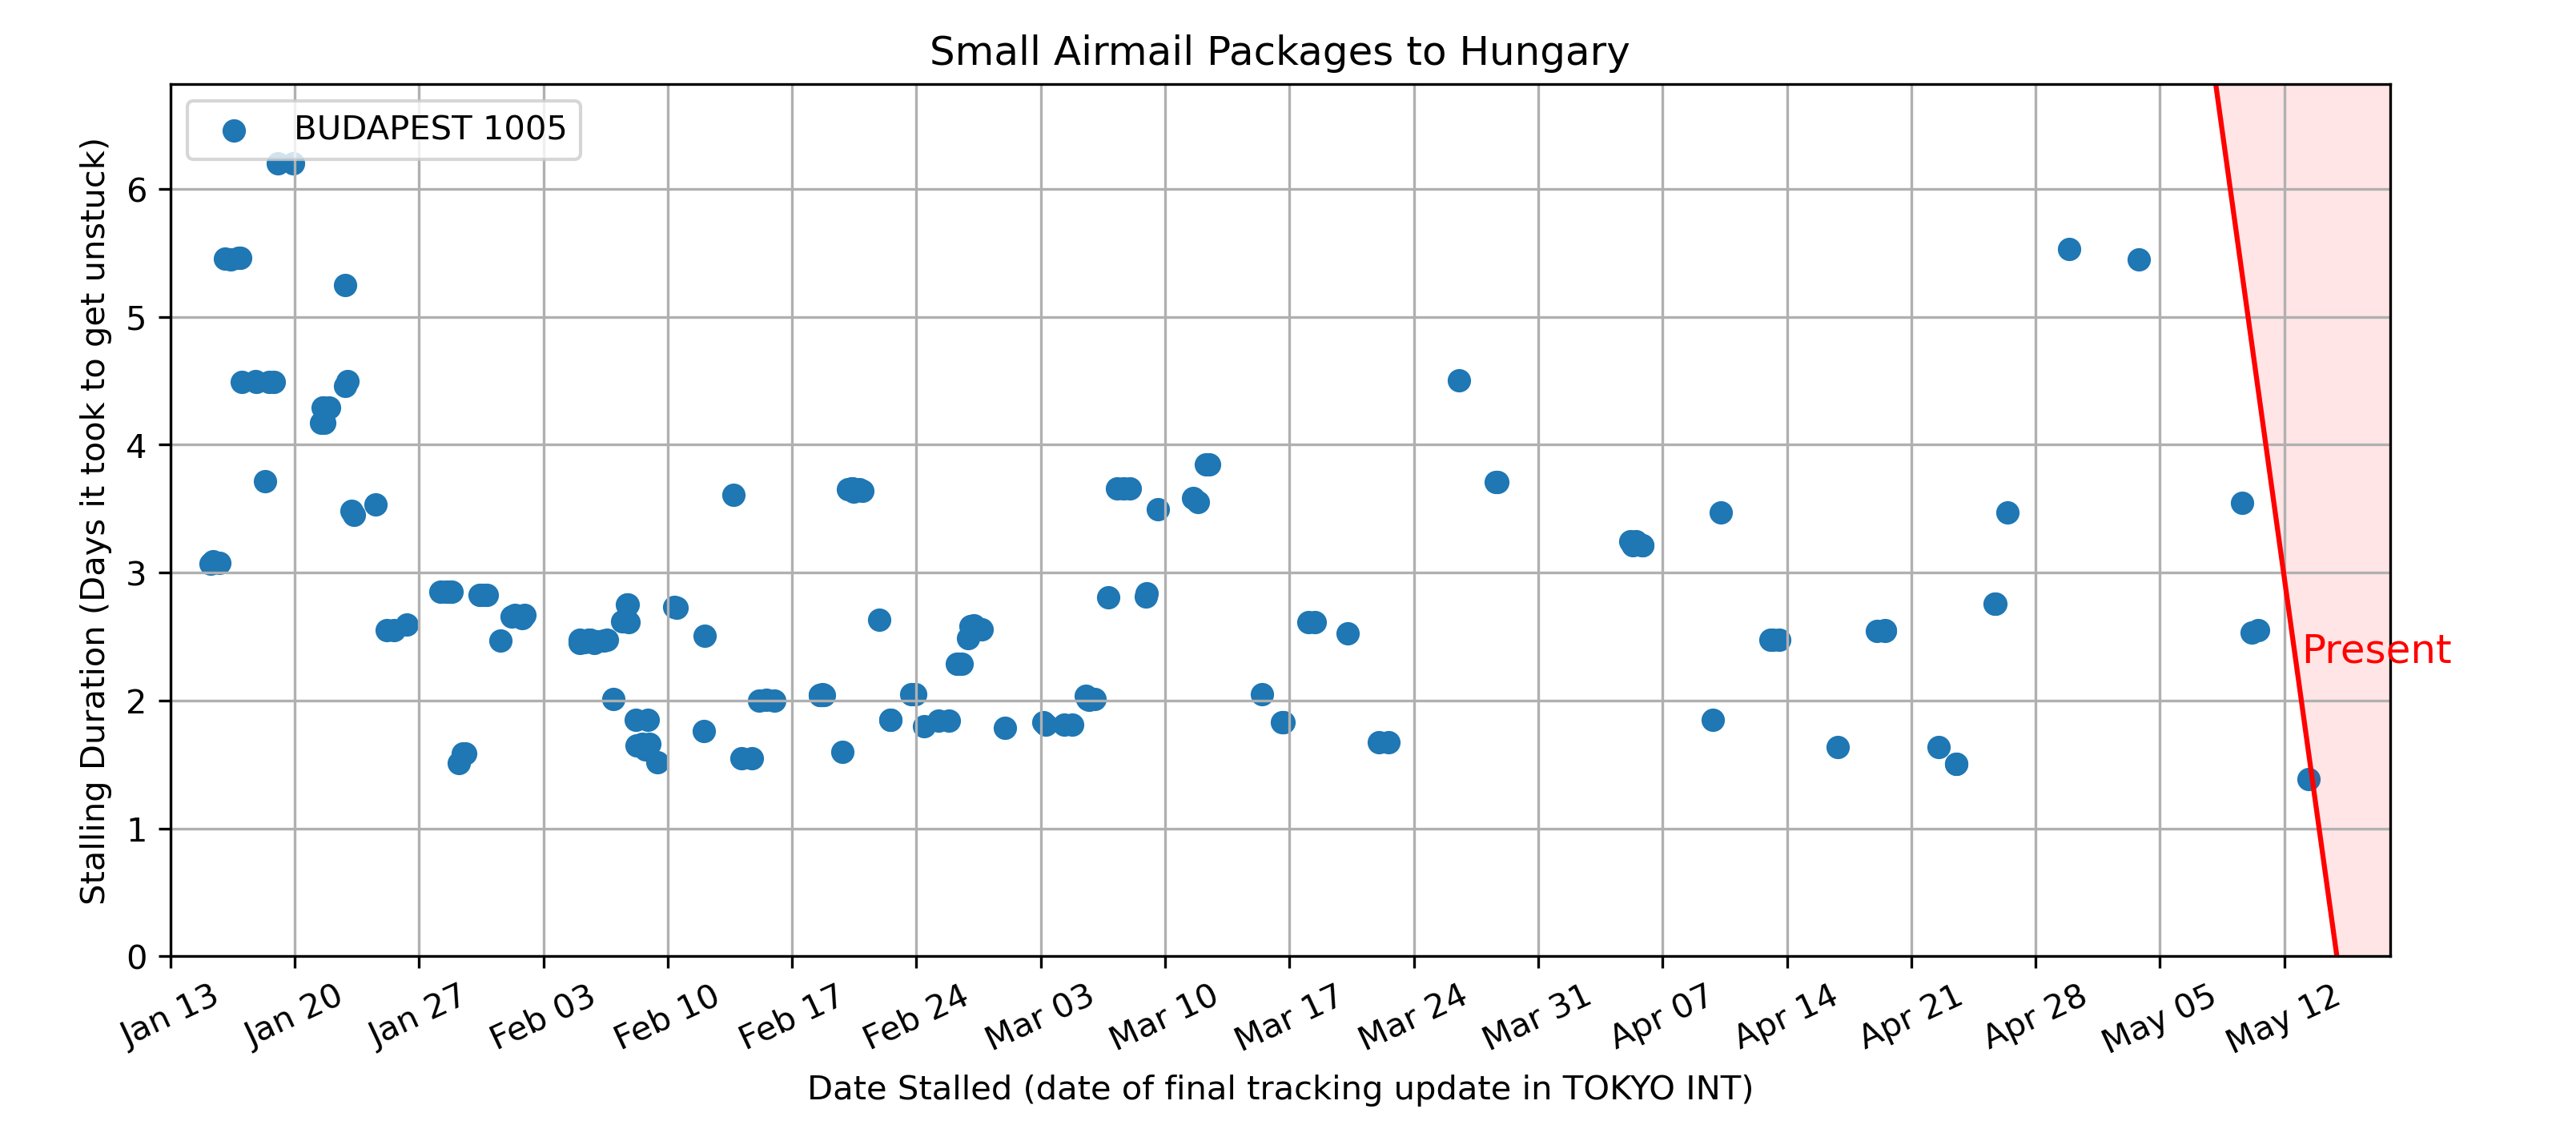 Small Airmail Packages to Hungary
BUDAPEST 1005
Stalling Duration (Days it took to get unstuck)
6
5
4
3
2
1
0
Present
Jan 13
Jan 20
Jan 27
Feb 03
Feb 10
Feb 17
Feb 24
Mar 03
Mar 10
Mar 17
Mar 24
Mar 31
Apr 07
Apr 14
Apr 21
Apr 28
May 05
May 12
Date Stalled (date of final tracking update in TOKYO INT)